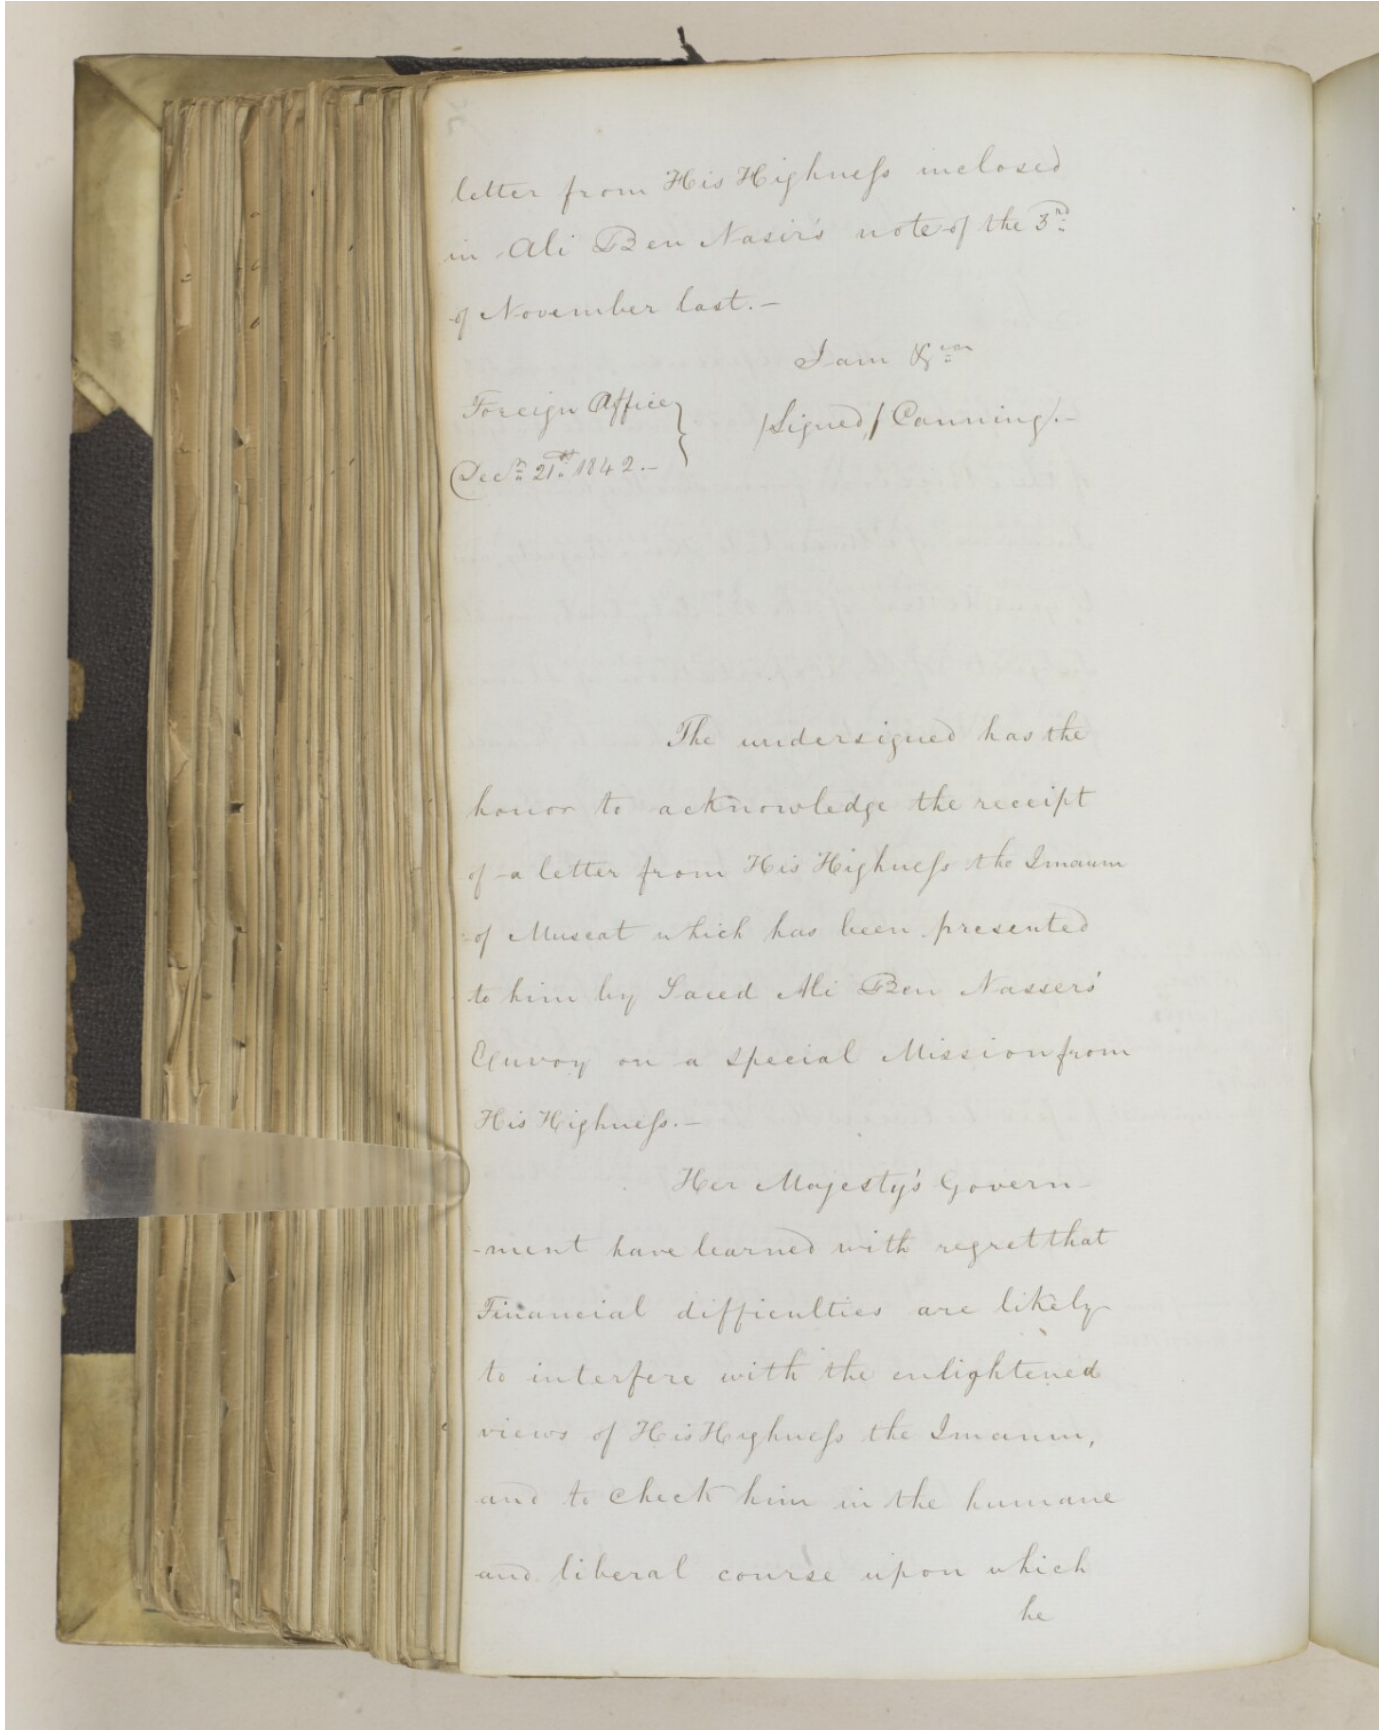 letter from His Highness inclosed
in Ali Ben Nasir's note of the 3rd
of November last.—
I am &ca
Foreign Office
/Signed/ Canning/.—
Decr. 21st. 1842.—
The undersigned has the
honor to acknowledge the receipt
of a letter from His Highness the Imaum
of Muscat which has been presented
to him by Saeed Ali Ben Nassers'
Envoy on a special Mission from
His Highness.—
Her Majesty's Govern-
-ment have learned with regret that
Financial difficulties are likely
to interfere with the enlightened
views of His Highness the Imaum,
and to check him in the humane
and liberal course upon which
he